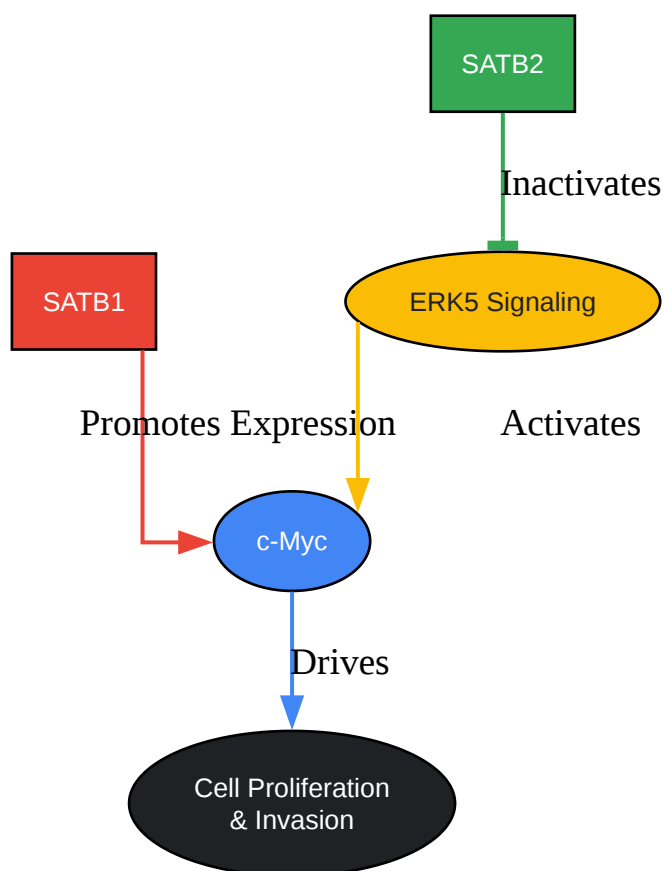 SATB2
Inactivates
SATB1
ERK5 Signaling
Promotes Expression
Activates
c-Myc
Drives
Cell Proliferation
& Invasion